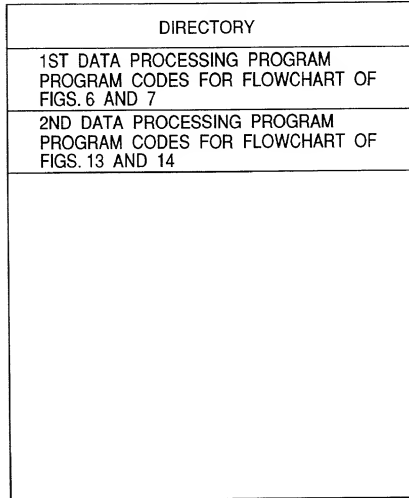 DIRECTORY
1ST DATA PROCESSING PROGRAM
PROGRAM CODES FOR FLOWCHART OF
FIGS. 6 AND 7
2ND DATA PROCESSING PROGRAM
PROGRAM CODES FOR FLOWCHART OF
FIGS. 13 AND 14